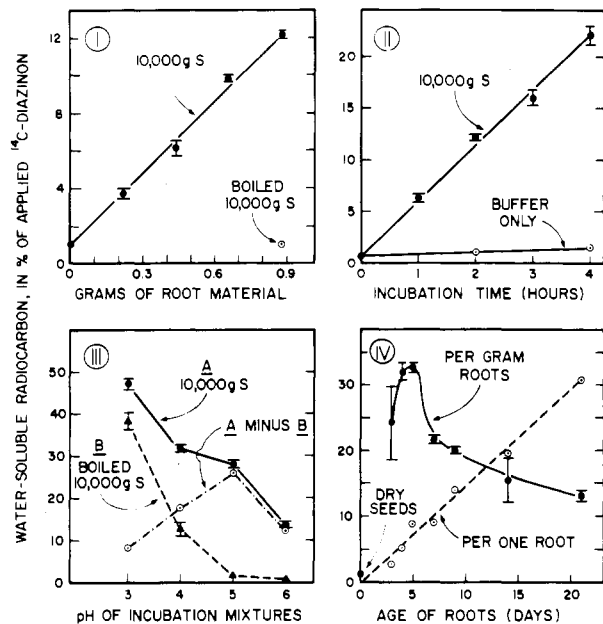 WATER-SOLUBLE RADIOCARBON, IN % OF APPLIED ¹⁴C-DIAZINON
I
12
8
4
0
10,000g S
BOILED
10,000g S
0
0.3
0.6
0.9
GRAMS OF ROOT MATERIAL
II
20
15
10
5
0
10,000g S
BUFFER
ONLY
0
1
2
3
4
INCUBATION TIME (HOURS)
III
50
40
30
20
10
0
A
10,000g S
A MINUS B
B
BOILED
10,000g S
3
4
5
6
pH OF INCUBATION MIXTURES
IV
30
20
10
0
PER GRAM
ROOTS
DRY
SEEDS
PER ONE ROOT
0
5
10
15
20
AGE OF ROOTS (DAYS)